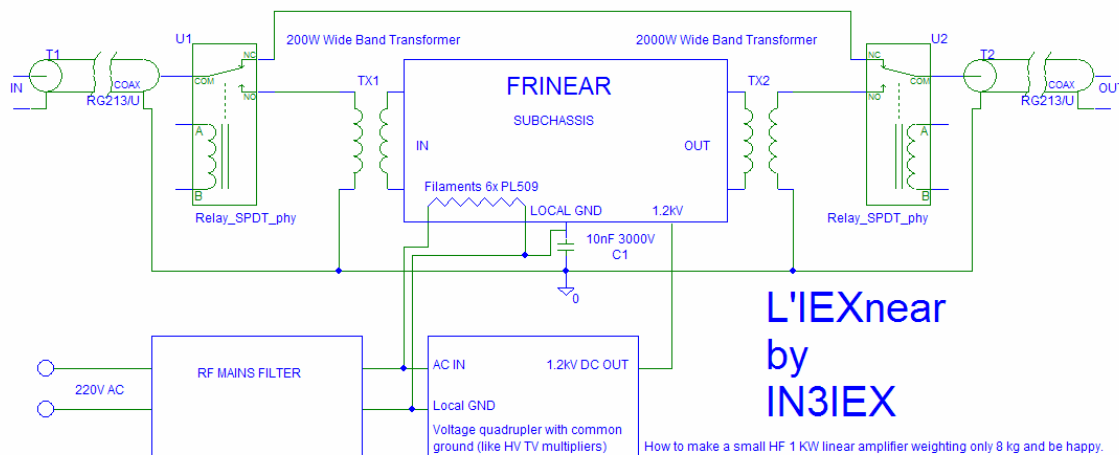 U1
200W Wide Band Transformer
2000W Wide Band Transformer
U2
T1
NC
COM
NO
IN
COAX
RG213/U
A
B
Relay_SPDT_phy
TX1
FRINEAR
SUBCHASSIS
IN
OUT
Filaments 6x PL509
LOCAL GND
1.2kV
TX2
NC
COM
NO
T2
COAX
RG213/U
OUT
A
B
Relay_SPDT_phy
10nF 3000V
C1
0
L'IEXnear
by
IN3IEX
220V AC
RF MAINS FILTER
AC IN
1.2kV DC OUT
Local GND
Voltage quadrupler with common
ground (like HV TV multipliers)
How to make a small HF 1 KW linear amplifier weighting only 8 kg and be happy.